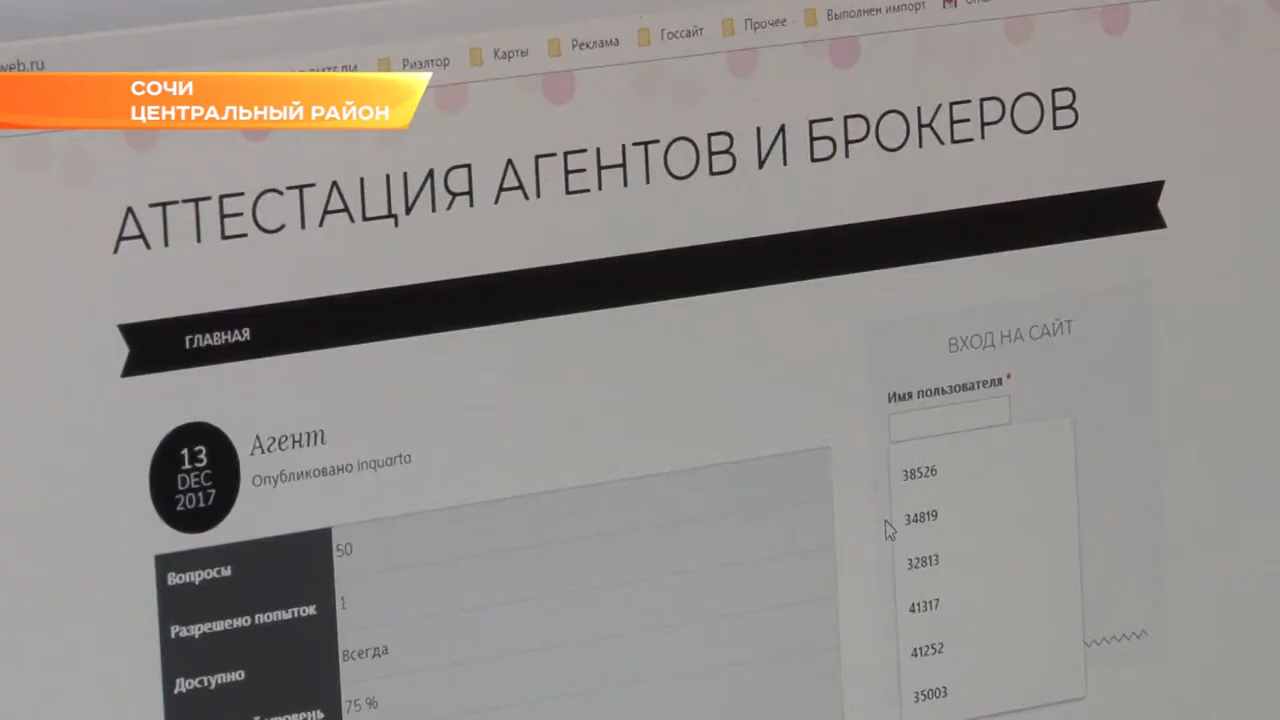 web.ru
Риэлтор
Карты
Реклама
Госсайт
Прочее
Выполнен импорт
СОЧИ
ЦЕНТРАЛЬНЫЙ РАЙОН
АТТЕСТАЦИЯ АГЕНТОВ И БРОКЕРОВ
ГЛАВНАЯ
13
DEC
2017
Агент
Опубликовано inquarta
Вопросы 50
Разрешено попыток 1
Доступно Всегда
75 %
ВХОД НА САЙТ
Имя пользователя *
38526
34819
32813
41317
41252
35003